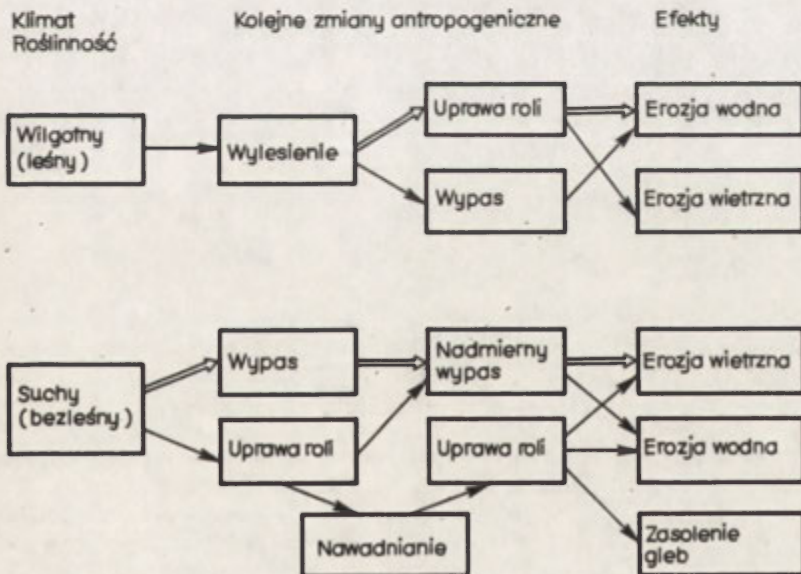 Klimat
Roślinność
Kolejne zmiany antropogeniczne
Efekty
Wilgotny
(leśny)
Wylesienie
Uprawa roli
Wypas
Erozja wodna
Erozja wietrzna
Suchy
(bezleśny)
Wypas
Uprawa roli
Nawadnianie
Nadmierny
wypas
Uprawa roli
Erozja wietrzna
Erozja wodna
Zasolenie
gleb